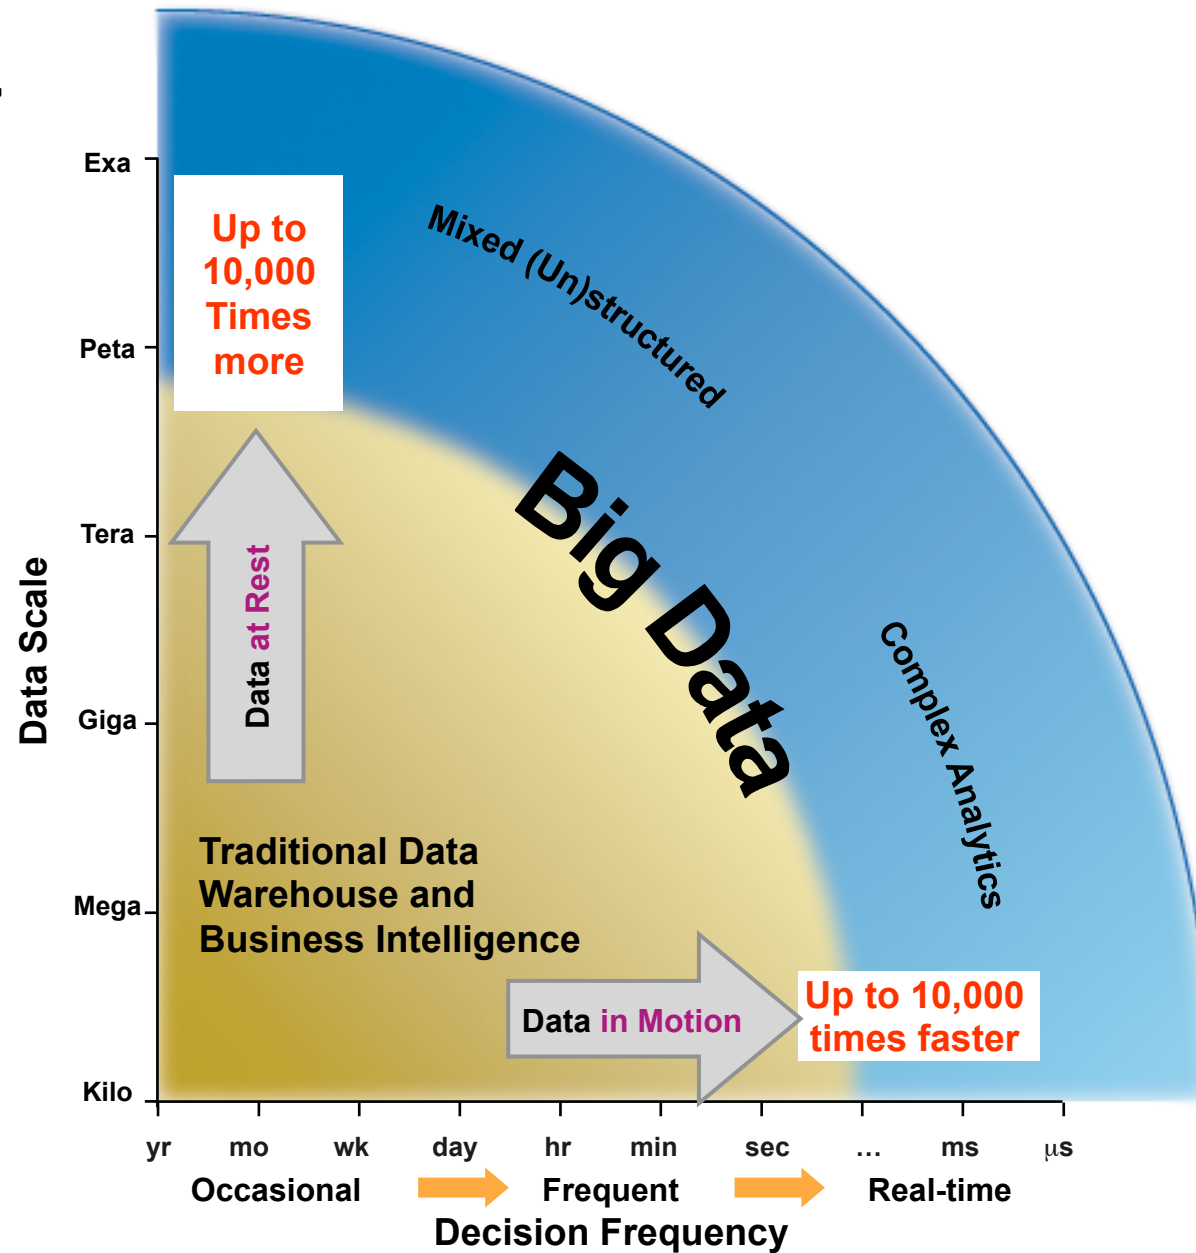 Exa
Up to
10,000
Times
more
Mixed (Un)structured
Peta
Big Data
Tera
Data at Rest
Data Scale
Complex Analytics
Giga
Traditional Data
Warehouse and
Business Intelligence
Mega
Data in Motion
Up to 10,000
times faster
Kilo
yr mo wk day hr min sec ... ms μs
Occasional Frequent Real-time
Decision Frequency